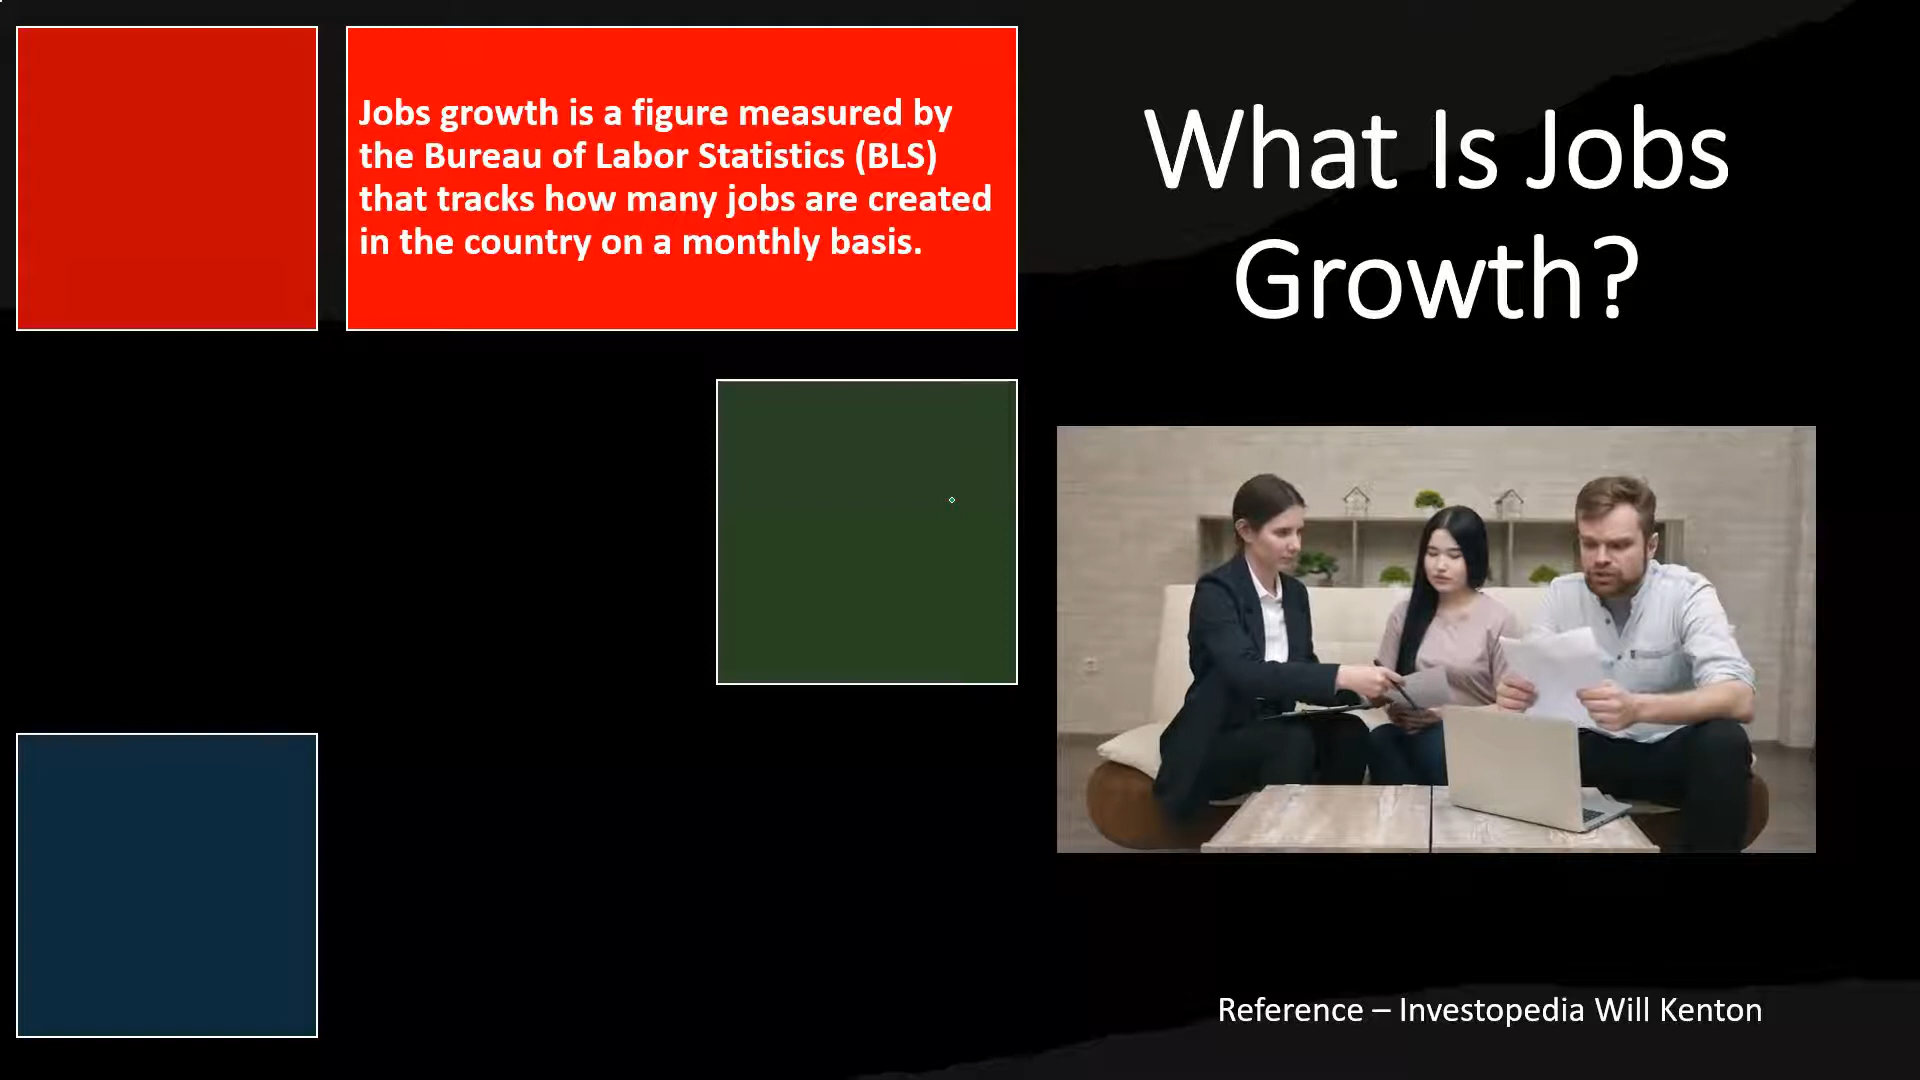 What Is Jobs
Growth?
Jobs growth is a figure measured by
the Bureau of Labor Statistics (BLS)
that tracks how many jobs are created
in the country on a monthly basis.
Reference – Investopedia Will Kenton